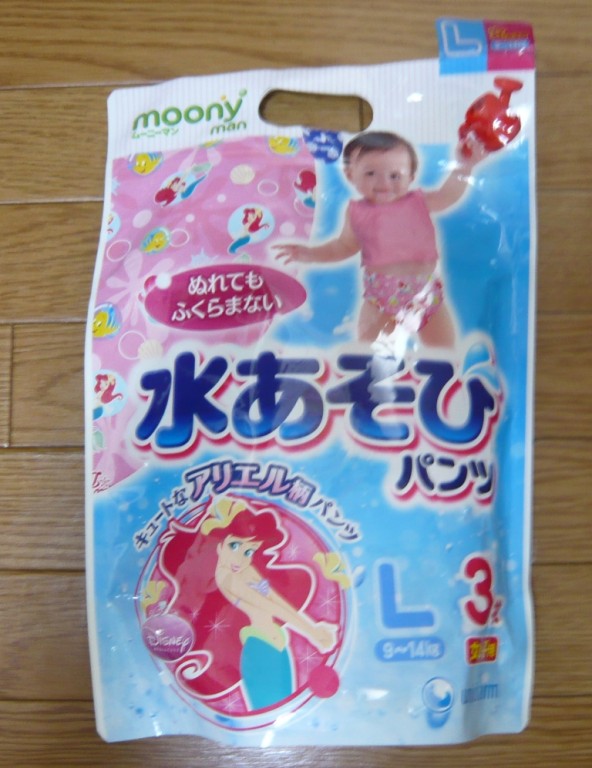 L
moony
man
ムーニーマン
ぬれても
ふくらまない
水あそび
パンツ
キュートなアリエル柄パンツ
L
3枚
9~14kg
女の子用
DISNEY